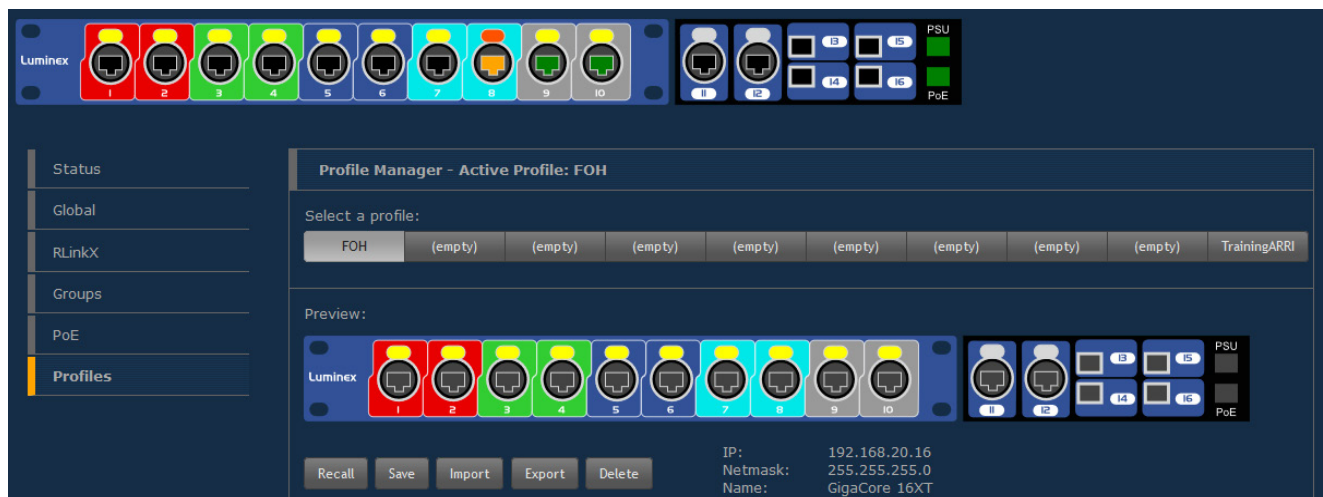 PSU
Luminex
13 15
14 16
1 2 3 4 5 6 7 8 9 10 11 12
PoE
Status
Global
RLinkX
Groups
PoE
Profiles
Profile Manager - Active Profile: FOH
Select a profile:
FOH (empty) (empty) (empty) (empty) (empty) (empty) (empty) (empty) TrainingARRI
Preview:
PSU
Luminex
13 15
14 16
1 2 3 4 5 6 7 8 9 10 11 12
PoE
Recall Save Import Export Delete
IP: 192.168.20.16
Netmask: 255.255.255.0
Name: GigaCore 16XT